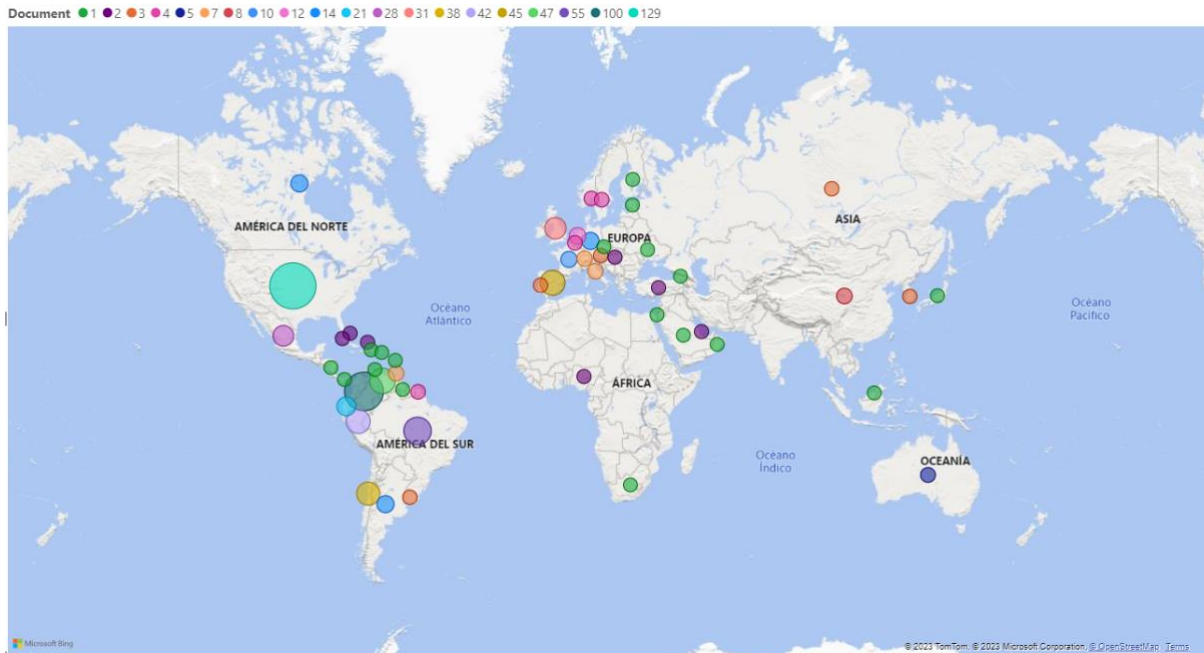 Document 1 2 3 4 5 7 8 10 12 14 21 28 31 38 42 45 47 55 100 129
AMÉRICA DEL NORTE
ASIA
EUROPA
Océano
Atlántico
Océano
Pacífico
ÁFRICA
AMÉRICA DEL SUR
Océano
Índico
OCEANÍA
Microsoft Bing
© 2023 TomTom, © 2023 Microsoft Corporation, © OpenStreetMap Terms